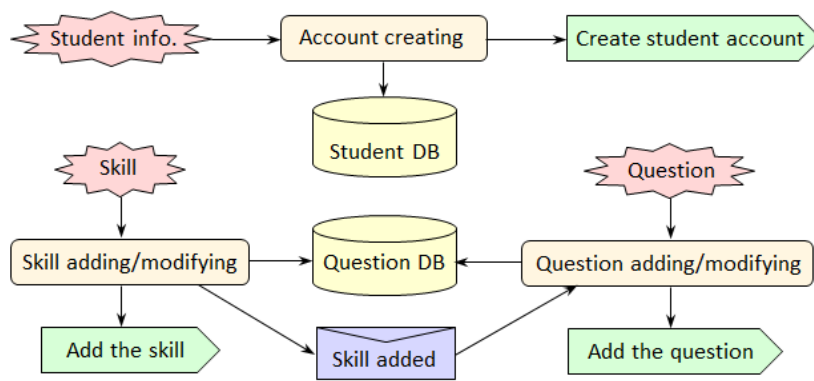 Student info.
Account creating
Create student account
Student DB
Skill
Question
Skill adding/modifying
Question DB
Question adding/modifying
Add the skill
Skill added
Add the question